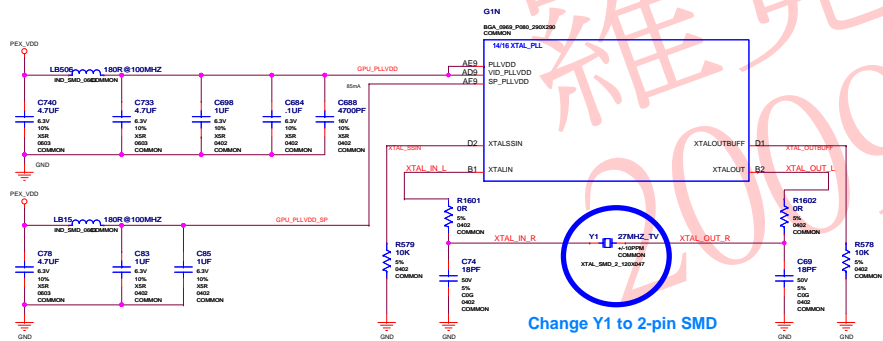 G1N
BGA_0969_P080_290X290
COMMON
14/16 XTAL_PLL
PEX_VDD
LB506
180R@100MHZ
COMMON
GPU_PLLVDD
85mA
AE9 PLLVDD
AD9 VID_PLLVDD
AF9 SP_PLLVDD
C740
4.7UF
6.3V
10%
X5R
0603
COMMON
C733
4.7UF
6.3V
10%
X5R
0603
COMMON
C698
1UF
6.3V
10%
X5R
0402
COMMON
C684
.1UF
6.3V
10%
X5R
0402
COMMON
C688
4700PF
16V
10%
X5R
0402
COMMON
GND
XTAL_SSIN
D2 XTALSSIN
XTALOUTBUFF D1
XTAL_OUTBUFF
XTAL_IN_L
B1 XTALIN
XTALOUT B2
XTAL_OUT_L
PEX_VDD
LB15
180R@100MHZ
COMMON
GPU_PLLVDD_SP
R1601
0R
5%
0402
COMMON
R1602
0R
5%
0402
COMMON
XTAL_IN_R
Y1
27MHZ_TV
+/-10PPM
COMMON
XTAL_SMD_2_120X047
XTAL_OUT_R
C78
4.7UF
6.3V
10%
X5R
0603
COMMON
C83
1UF
6.3V
10%
X5R
0402
COMMON
C85
1UF
6.3V
10%
X5R
0402
COMMON
R579
10K
5%
0402
COMMON
C74
18PF
50V
5%
C0G
0402
COMMON
C69
18PF
50V
5%
C0G
0402
COMMON
R578
10K
5%
0402
COMMON
Change Y1 to 2-pin SMD
GND
GND
GND
GND
GND